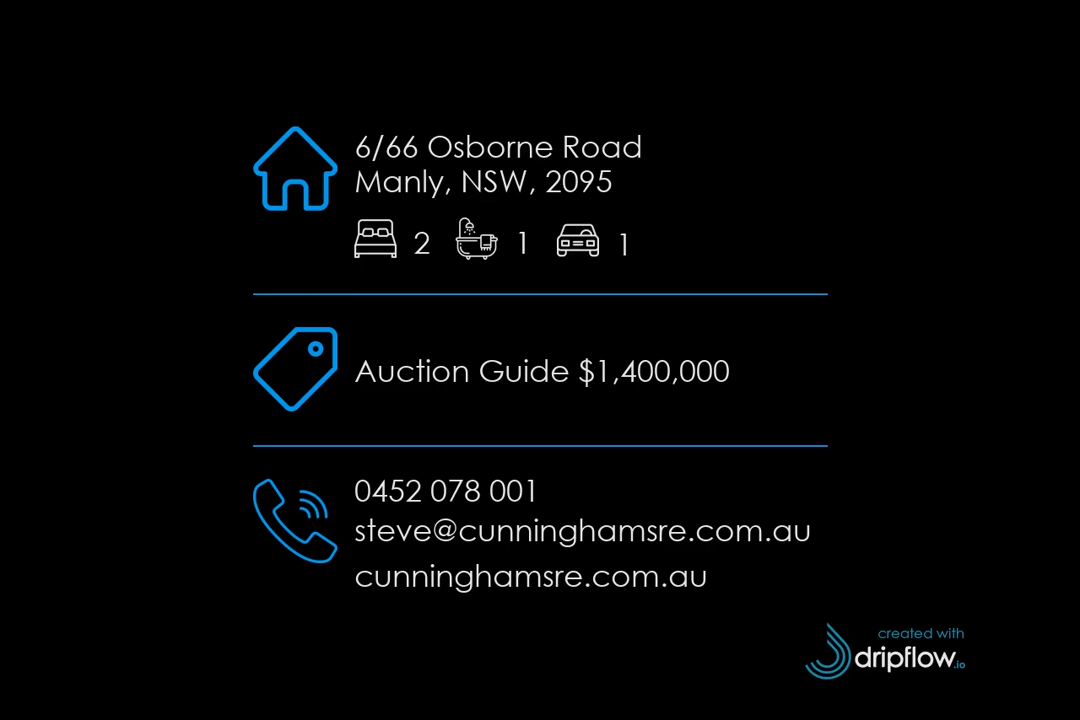 6/66 Osborne Road
Manly, NSW, 2095
2 1 1
Auction Guide $1,400,000
0452 078 001
steve@cunninghamsre.com.au
cunninghamsre.com.au
created with
dripflow.io